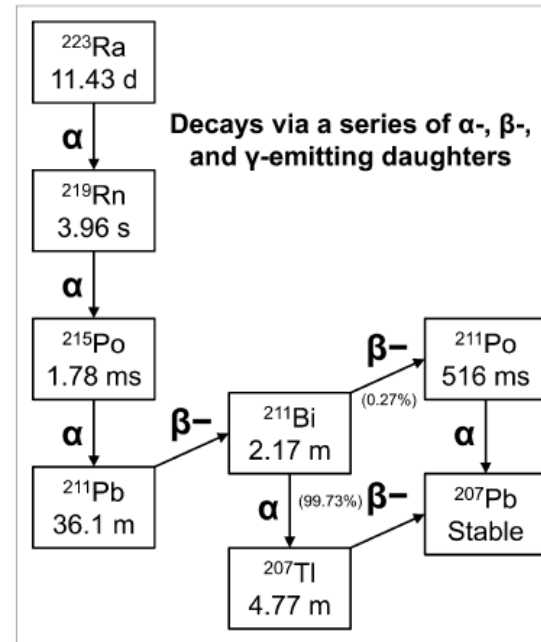 ²²³Ra
11.43 d
α
Decays via a series of α-, β-,
and γ-emitting daughters
²¹⁹Rn
3.96 s
α
²¹⁵Po
1.78 ms
α
²¹¹Pb
36.1 m
β−
²¹¹Bi
2.17 m
β−
(0.27%)
²¹¹Po
516 ms
α
α
(99.73%)
²⁰⁷Tl
4.77 m
β−
²⁰⁷Pb
Stable